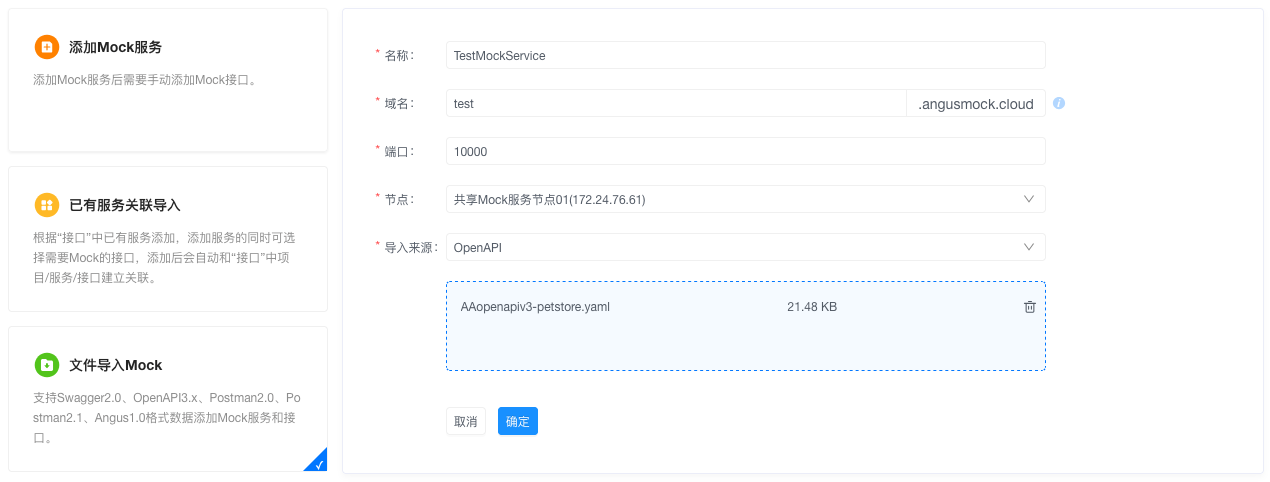 添加Mock服务
添加Mock服务后需要手动添加Mock接口。
已有服务关联导入
根据“接口”中已有服务添加，添加服务的同时可选
择需要Mock的接口，添加后会自动和“接口”中项
目/服务/接口建立关联。
文件导入Mock
支持Swagger2.0、OpenAPI3.x、Postman2.0、Po
stman2.1、Angus1.0格式数据添加Mock服务和接
口。
* 名称： TestMockService
* 域名： test .angusmock.cloud
* 端口： 10000
* 节点： 共享Mock服务节点01(172.24.76.61)
* 导入来源： OpenAPI
AAopenapiv3-petstore.yaml 21.48 KB
取消 确定